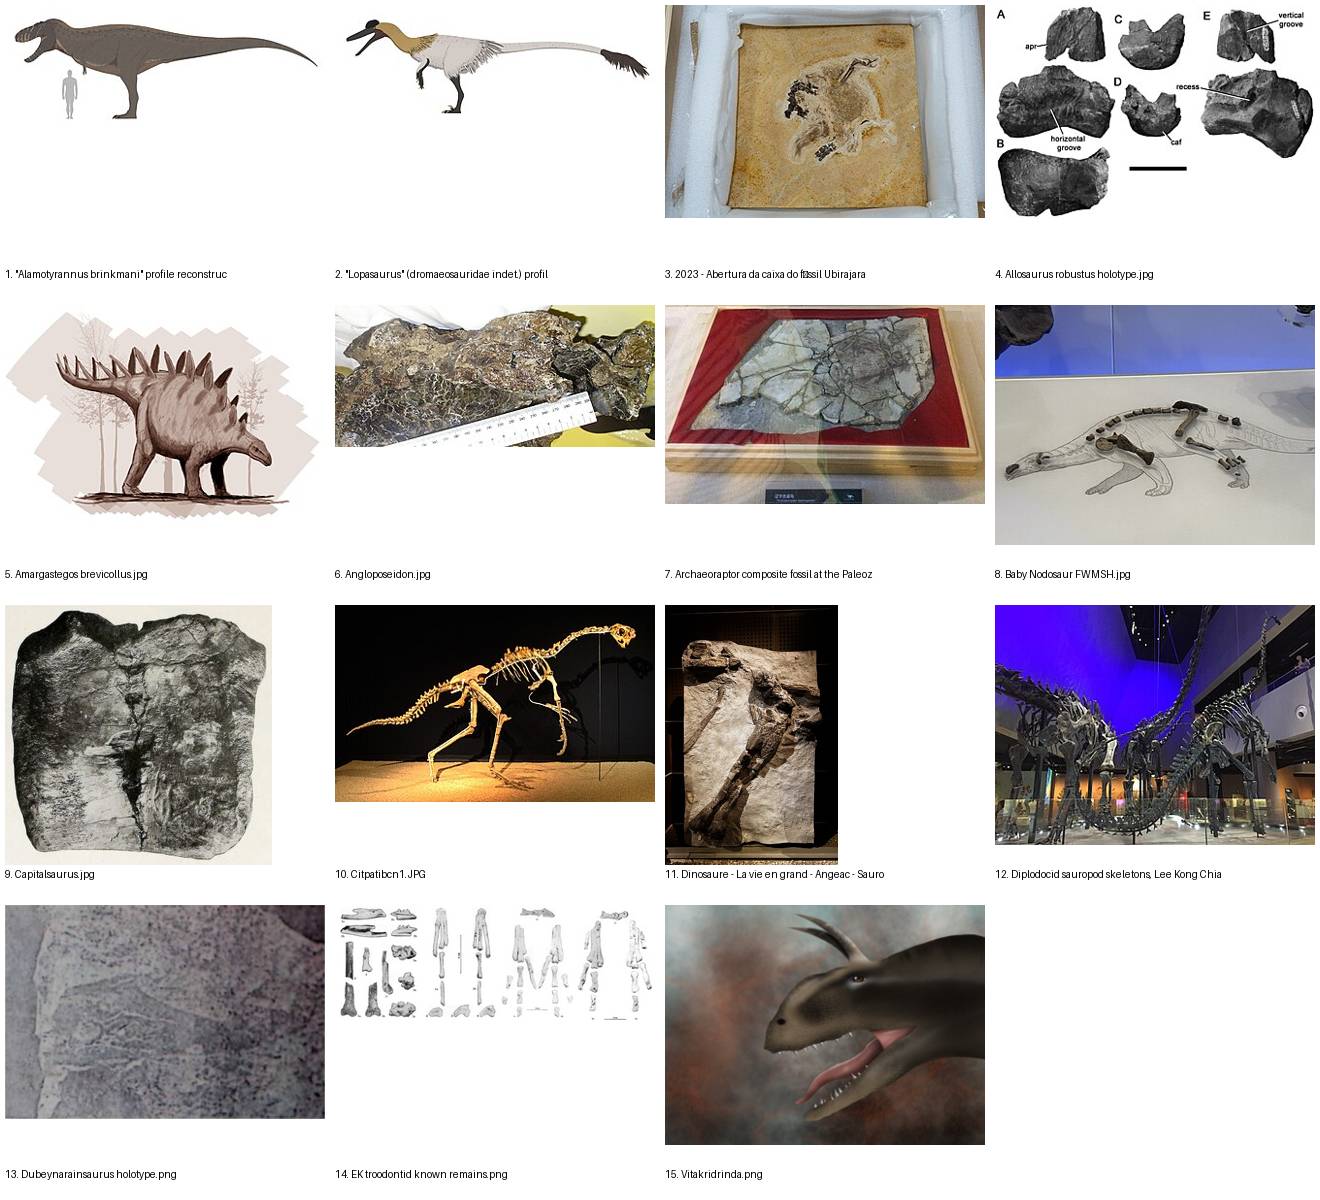 A
C
E
vertical
groove
apr
D
recess
horizontal
groove
caf
B
1. "Alamotyrannus brinkmani" profile reconstruc
2. "Lopasaurus" (dromaeosauridae indet.) profil
3. 2023 - Abertura da caixa do fóssil Ubirajara
4. Allosaurus robustus holotype.jpg
5. Amargastegos brevicollus.jpg
6. Angloposeidon.jpg
7. Archaeoraptor composite fossil at the Paleoz
8. Baby Nodosaur FWMSH.jpg
9. Capitalsaurus.jpg
10. Citpatibcn1.JPG
11. Dinosaure - La vie en grand - Angeac - Sauro
12. Diplodocid sauropod skeletons, Lee Kong Chia
13. Dubeynarainsaurus holotype.png
14. EK troodontid known remains.png
15. Vitakridrinda.png